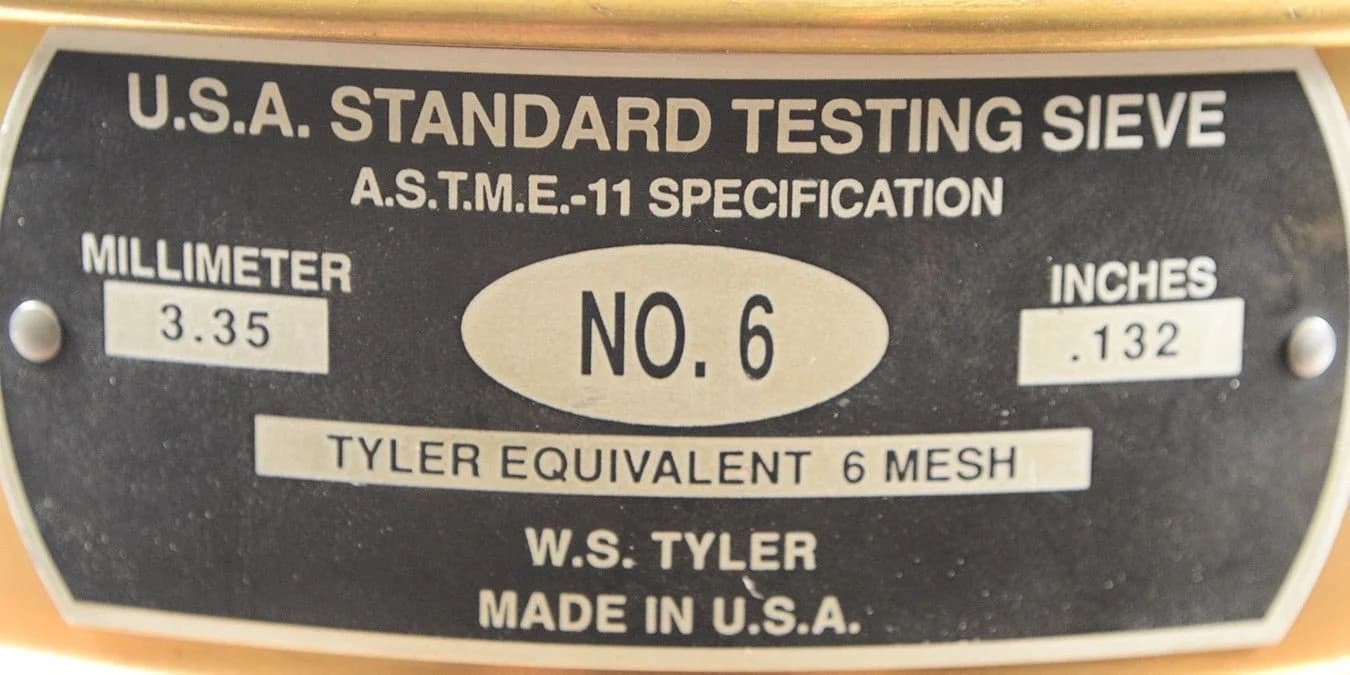 U.S.A. STANDARD TESTING SIEVE
A.S.T.M.E.-11 SPECIFICATION
MILLIMETER
3.35
NO. 6
INCHES
.132
TYLER EQUIVALENT 6 MESH
W.S. TYLER
MADE IN U.S.A.